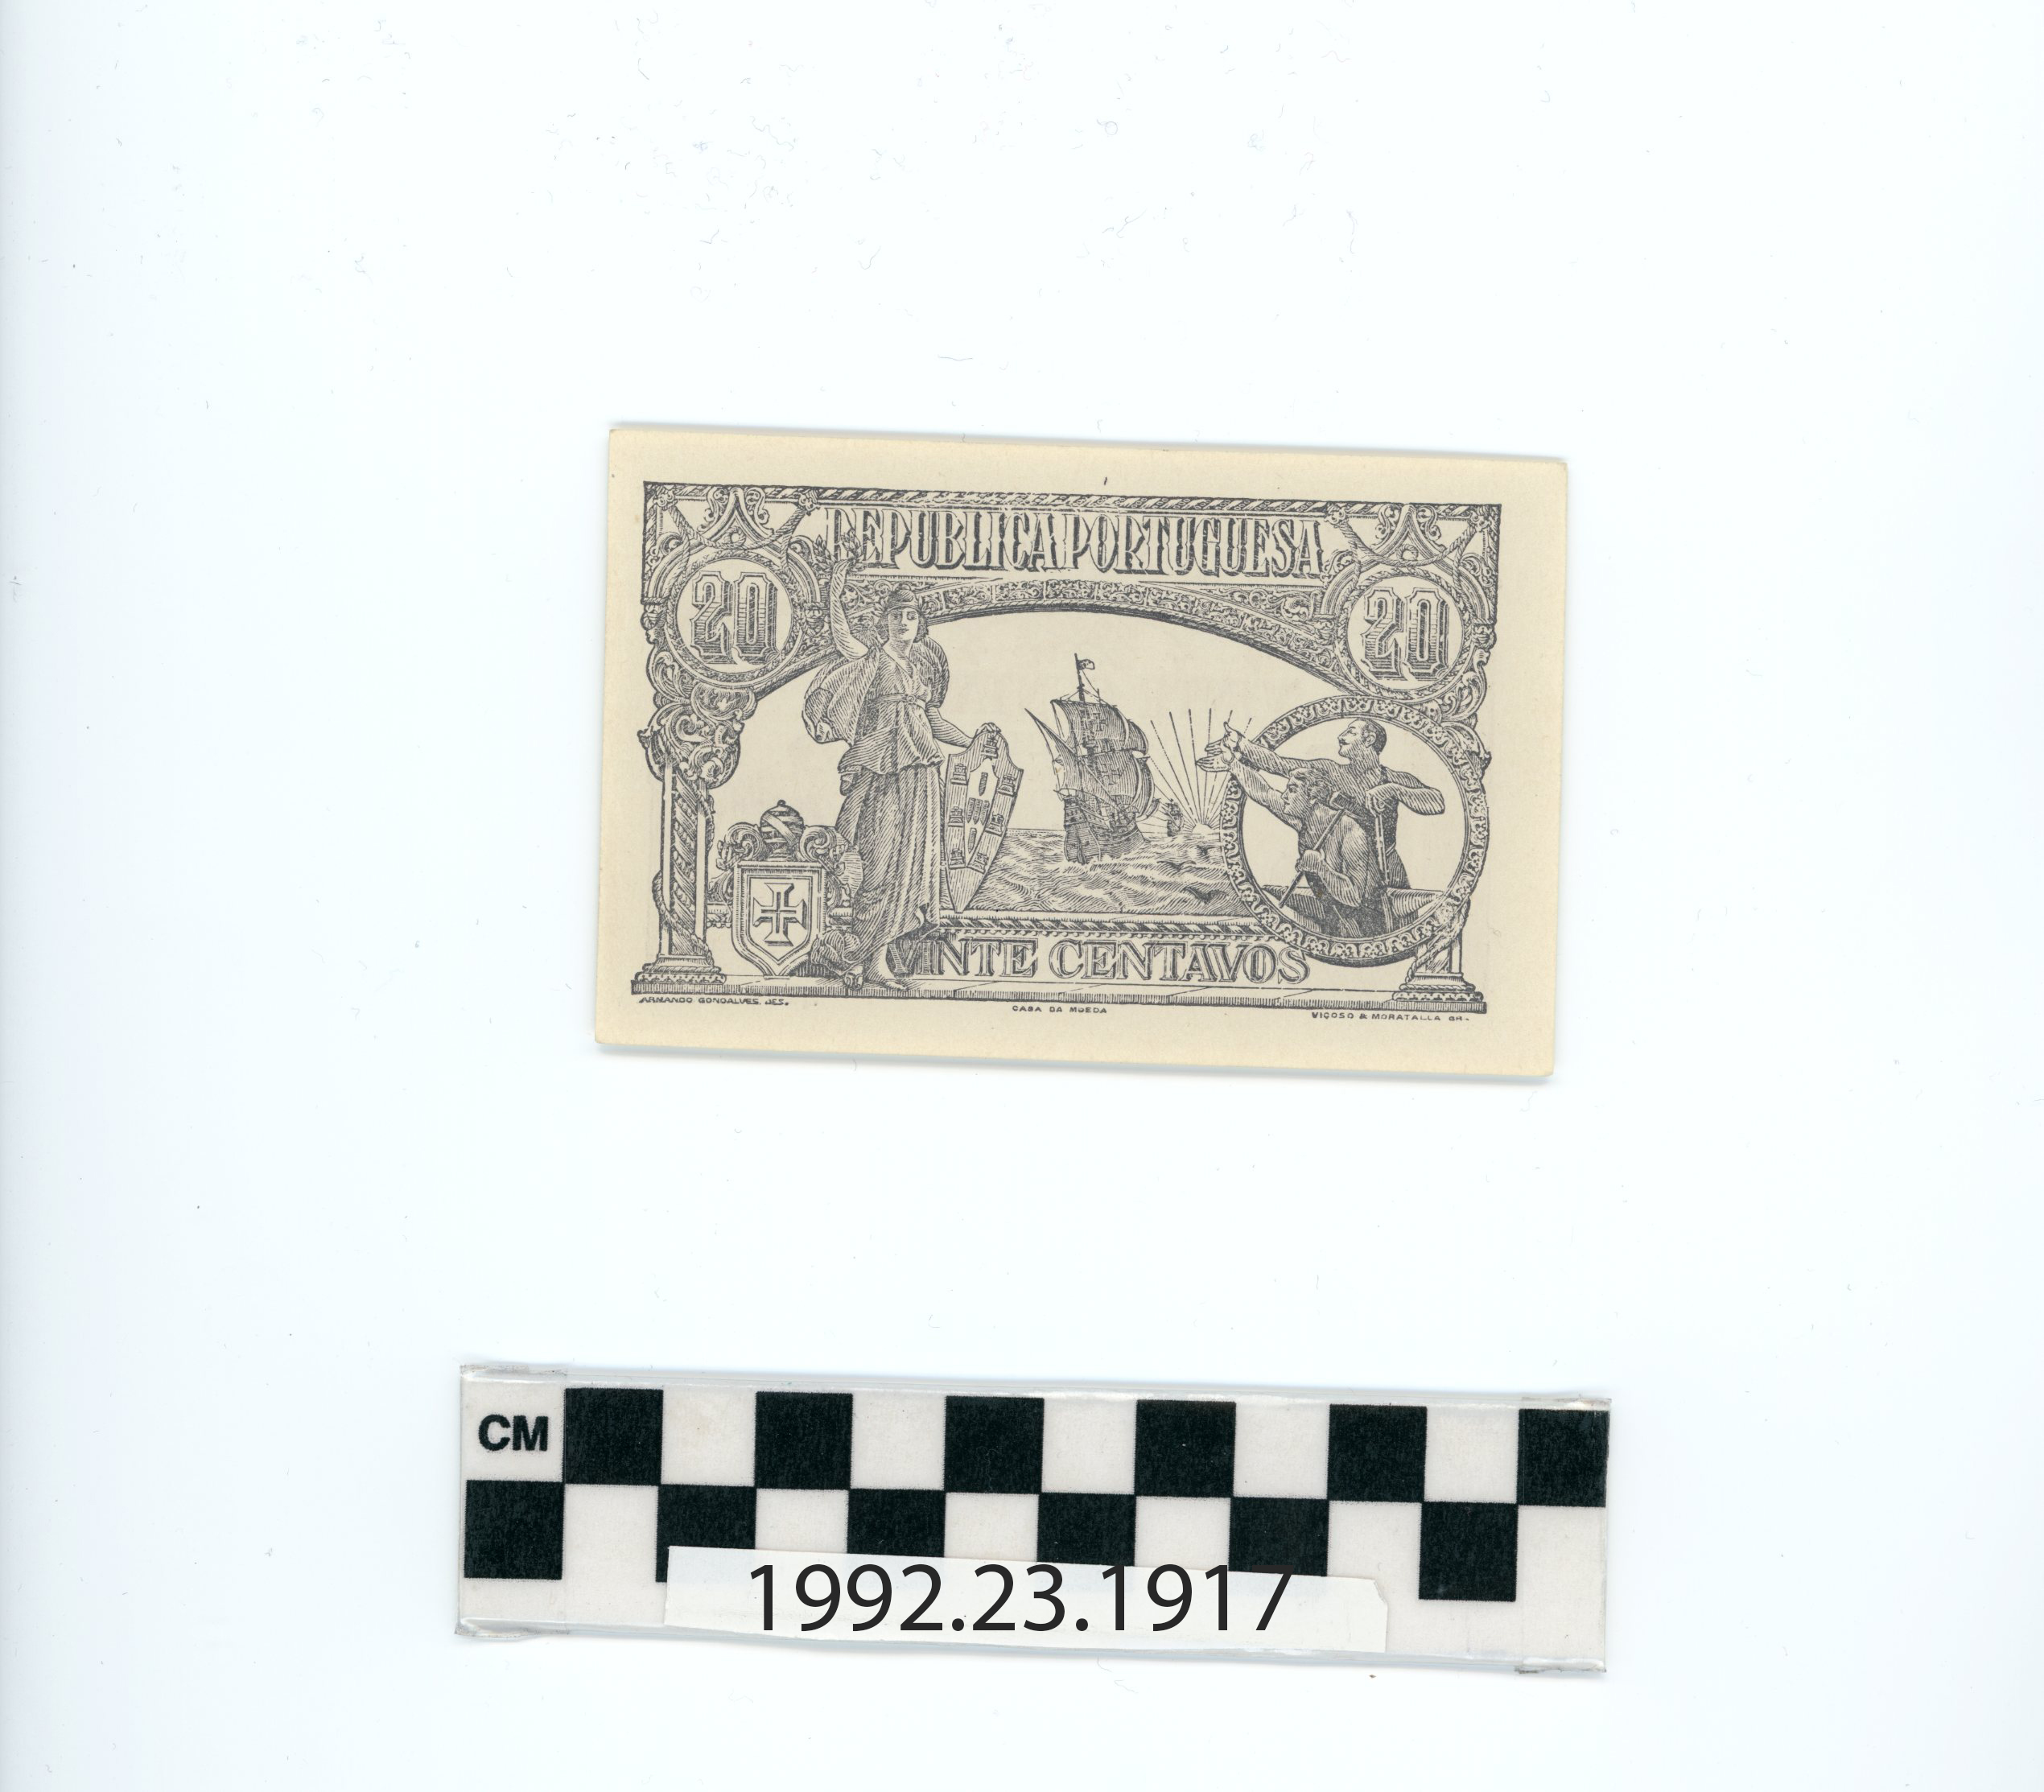 REPUBLICA PORTUGUESA
20
20
VINTE CENTAVOS
ARMANDO GONÇALVES. DES.
CASA DA MOEDA
VIÇOSO & MORATALLA GR.
CM
1992.23.1917